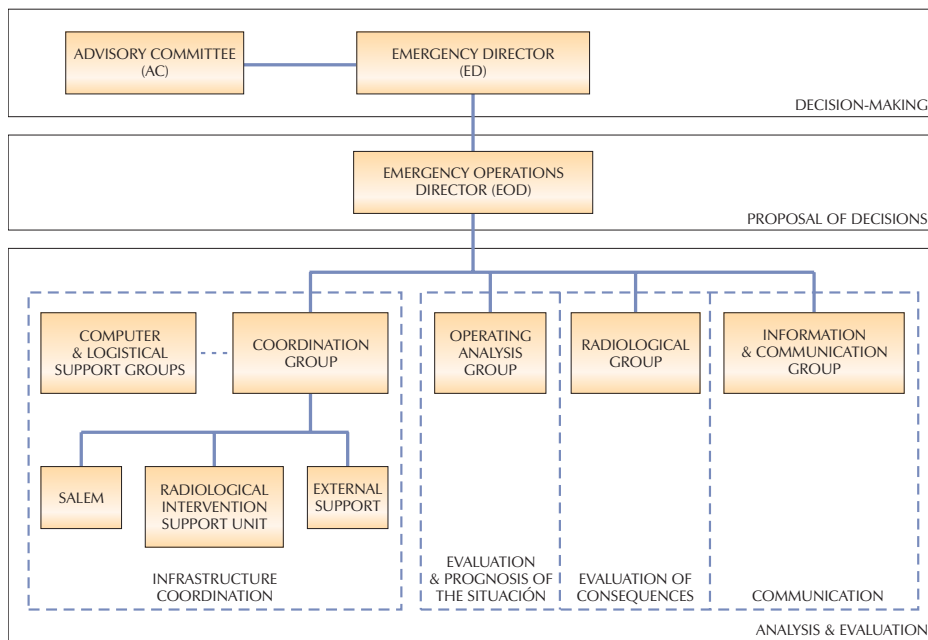 ADVISORY COMMITTEE
(AC)
EMERGENCY DIRECTOR
(ED)
DECISION-MAKING
EMERGENCY OPERATIONS
DIRECTOR (EOD)
PROPOSAL OF DECISIONS
COMPUTER
& LOGISTICAL
SUPPORT GROUPS
COORDINATION
GROUP
OPERATING
ANALYSIS
GROUP
RADIOLOGICAL
GROUP
INFORMATION
& COMMUNICATION
GROUP
SALEM
RADIOLOGICAL
INTERVENTION
SUPPORT UNIT
EXTERNAL
SUPPORT
INFRASTRUCTURE
COORDINATION
EVALUATION
& PROGNOSIS OF
THE SITUACIÓN
EVALUATION OF
CONSEQUENCES
COMMUNICATION
ANALYSIS & EVALUATION